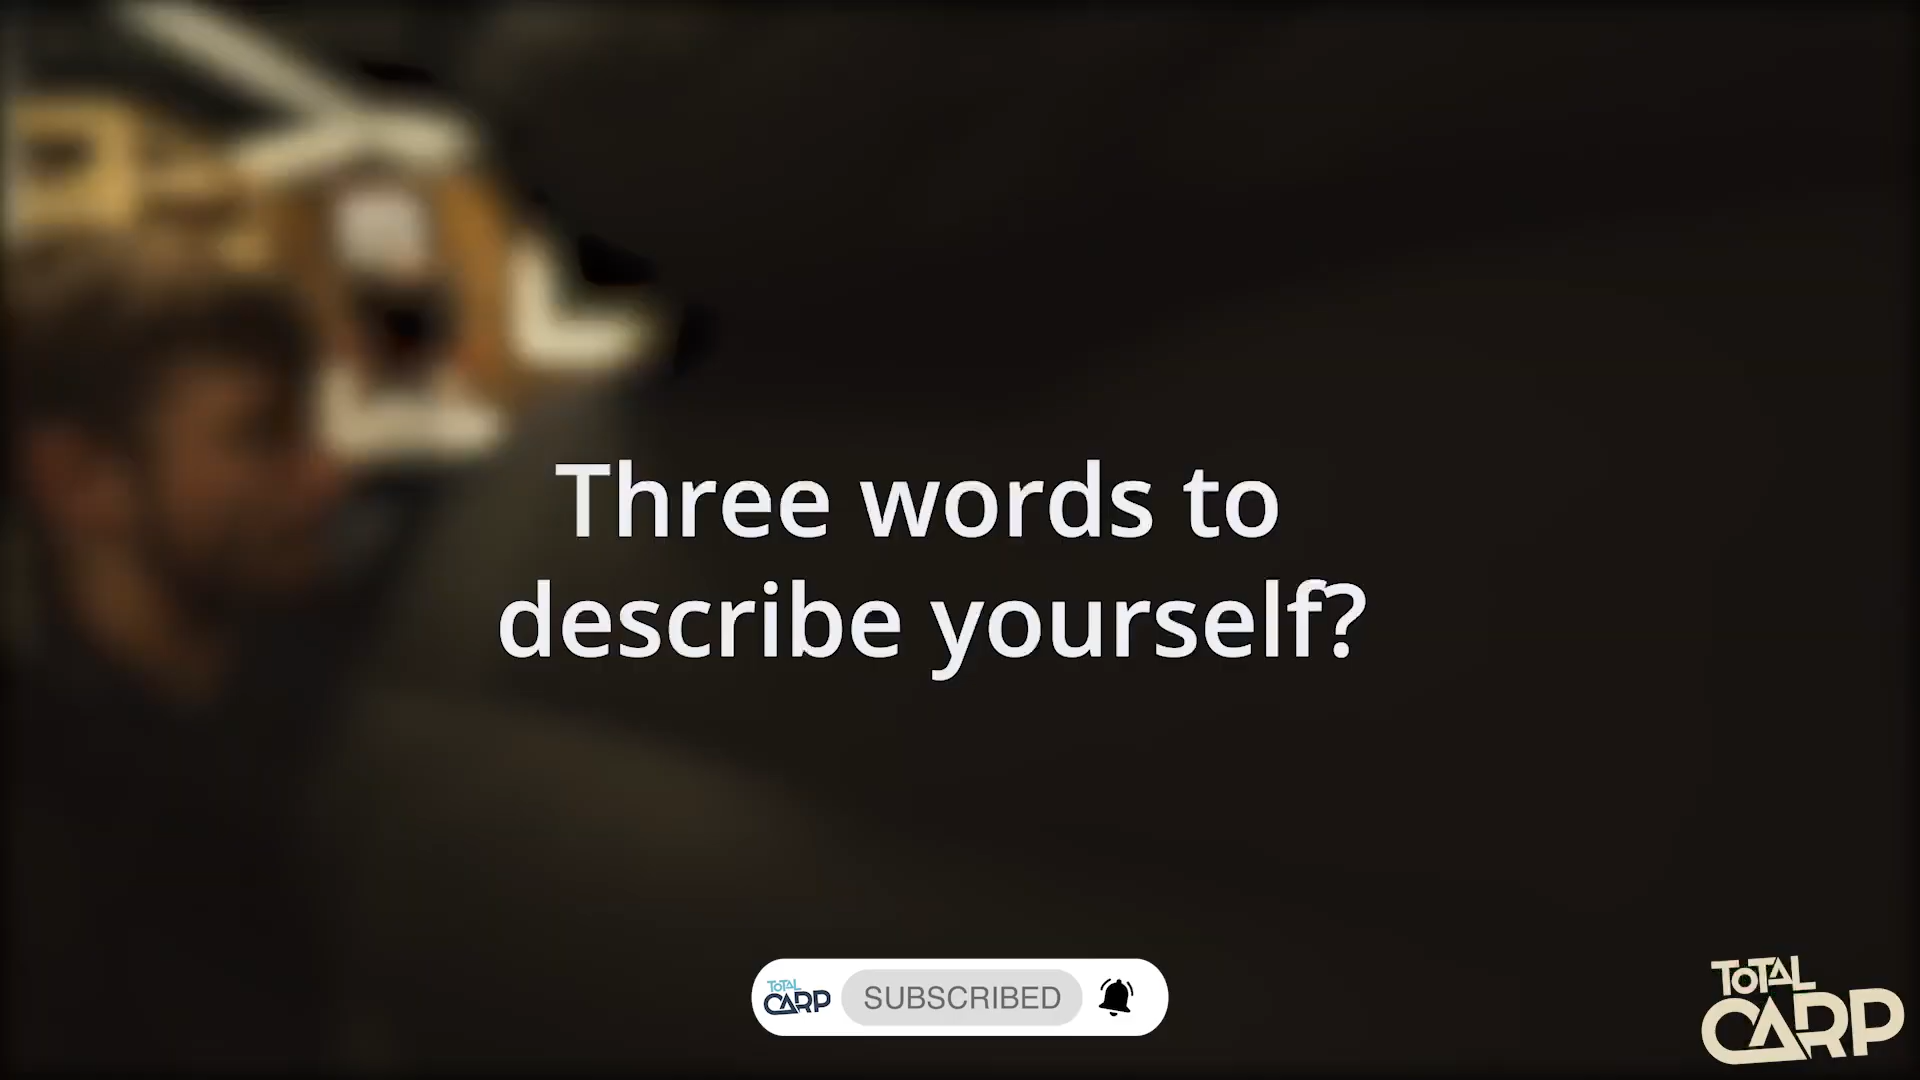 Three words to
describe yourself?
TOTAL
CARP
SUBSCRIBED
TOTAL
CARP